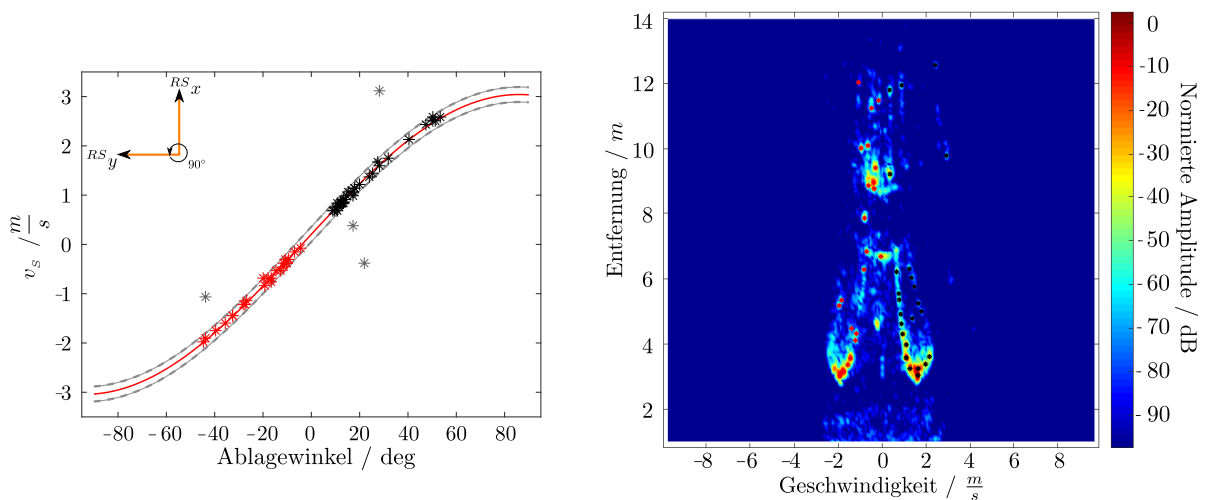 RS x
RS y
90°
3
2
1
0
-1
-2
-3
v_s / m/s
-80 -60 -40 -20 0 20 40 60 80
Ablagewinkel / deg
14
12
10
8
6
4
2
Entfernung / m
-8 -6 -4 -2 0 2 4 6 8
Geschwindigkeit / m/s
0
-10
-20
-30
-40
-50
-60
-70
-80
-90
Normierte Amplitude / dB